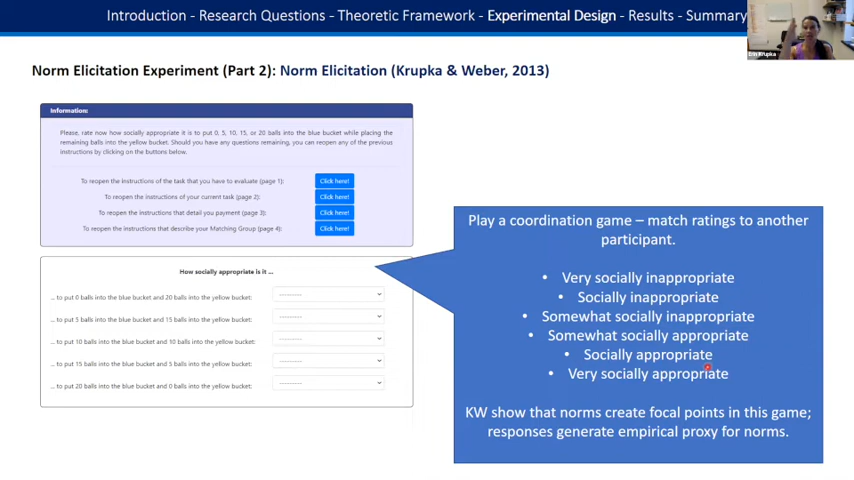 Introduction - Research Questions - Theoretic Framework - Experimental Design - Results - Summary
Erin Krupka
Norm Elicitation Experiment (Part 2): Norm Elicitation (Krupka & Weber, 2013)
Information:
Please, rate now how socially appropriate it is to put 0, 5, 10, 15, or 20 balls into the blue bucket while placing the
remaining balls into the yellow bucket. Should you have any questions remaining, you can reopen any of the previous
instructions by clicking on the buttons below.
To reopen the instructions of the task that you have to evaluate (page 1): Click here!
To reopen the instructions of your current task (page 2): Click here!
To reopen the instructions that detail you payment (page 3): Click here!
To reopen the instructions that describe your Matching Group (page 4): Click here!
How socially appropriate is it ...
... to put 0 balls into the blue bucket and 20 balls into the yellow bucket: ----------
... to put 5 balls into the blue bucket and 15 balls into the yellow bucket: ----------
... to put 10 balls into the blue bucket and 10 balls into the yellow bucket: ----------
... to put 15 balls into the blue bucket and 5 balls into the yellow bucket: ----------
... to put 20 balls into the blue bucket and 0 balls into the yellow bucket: ----------
Play a coordination game – match ratings to another
participant.
• Very socially inappropriate
• Socially inappropriate
• Somewhat socially inappropriate
• Somewhat socially appropriate
• Socially appropriate
• Very socially appropriate
KW show that norms create focal points in this game;
responses generate empirical proxy for norms.